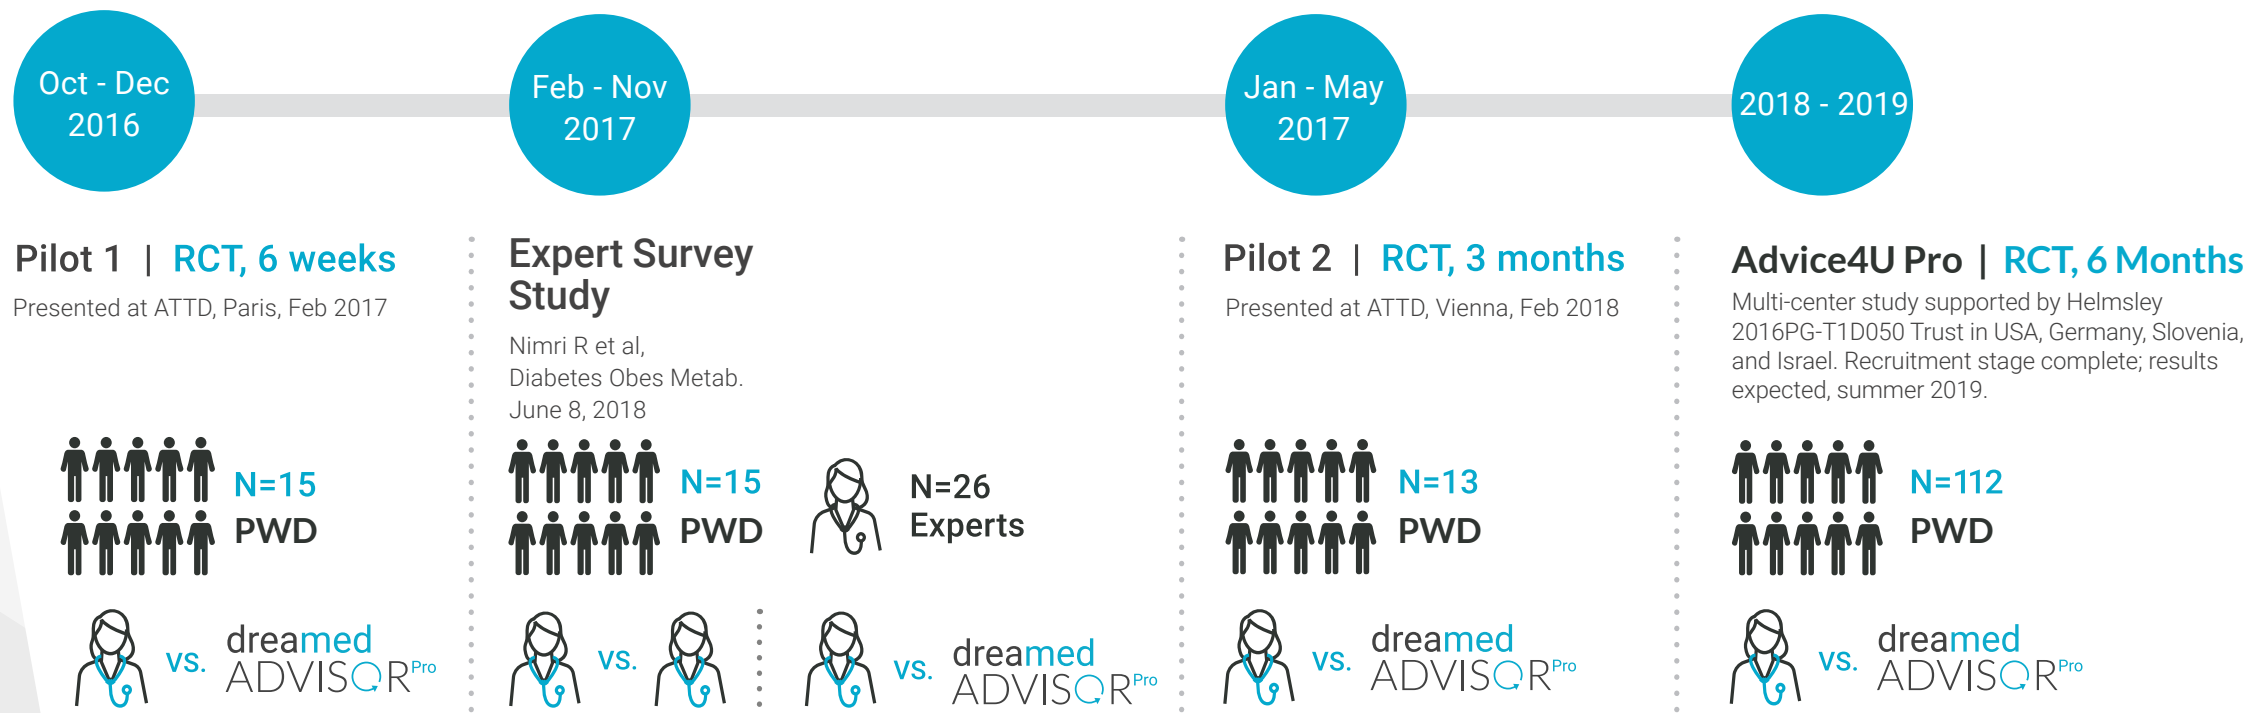 Oct - Dec
2016
Feb - Nov
2017
Jan - May
2017
2018 - 2019
Pilot 1 | RCT, 6 weeks
Presented at ATTD, Paris, Feb 2017
N=15
PWD
vs.
dreamed
ADVISOR Pro
Expert Survey
Study
Nimri R et al,
Diabetes Obes Metab.
June 8, 2018
N=15
PWD
N=26
Experts
vs.
vs.
dreamed
ADVISOR Pro
Pilot 2 | RCT, 3 months
Presented at ATTD, Vienna, Feb 2018
N=13
PWD
vs.
dreamed
ADVISOR Pro
Advice4U Pro | RCT, 6 Months
Multi-center study supported by Helmsley
2016PG-T1D050 Trust in USA, Germany, Slovenia,
and Israel. Recruitment stage complete; results
expected, summer 2019.
N=112
PWD
vs.
dreamed
ADVISOR Pro